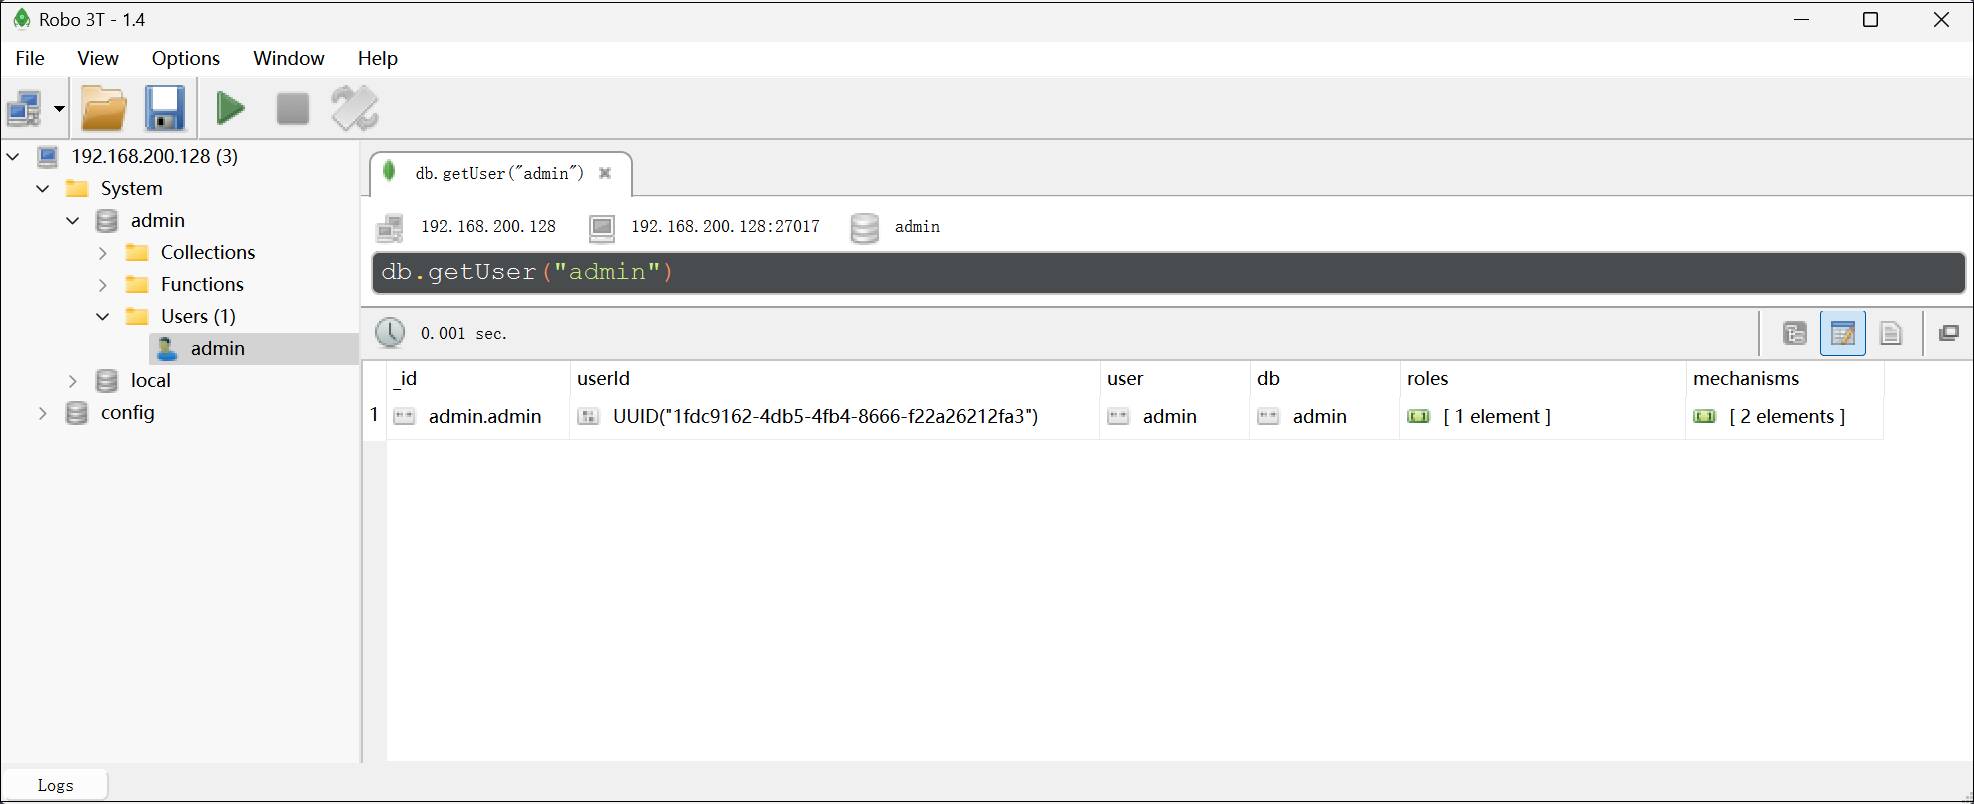 Robo 3T - 1.4
File View Options Window Help
192.168.200.128 (3)
System
admin
Collections
Functions
Users (1)
admin
local
config
db.getUser("admin")
192.168.200.128 192.168.200.128:27017 admin
db.getUser("admin")
0.001 sec.
_id userId user db roles mechanisms
1 admin.admin UUID("1fdc9162-4db5-4fb4-8666-f22a26212fa3") admin admin [ 1 element ] [ 2 elements ]
Logs